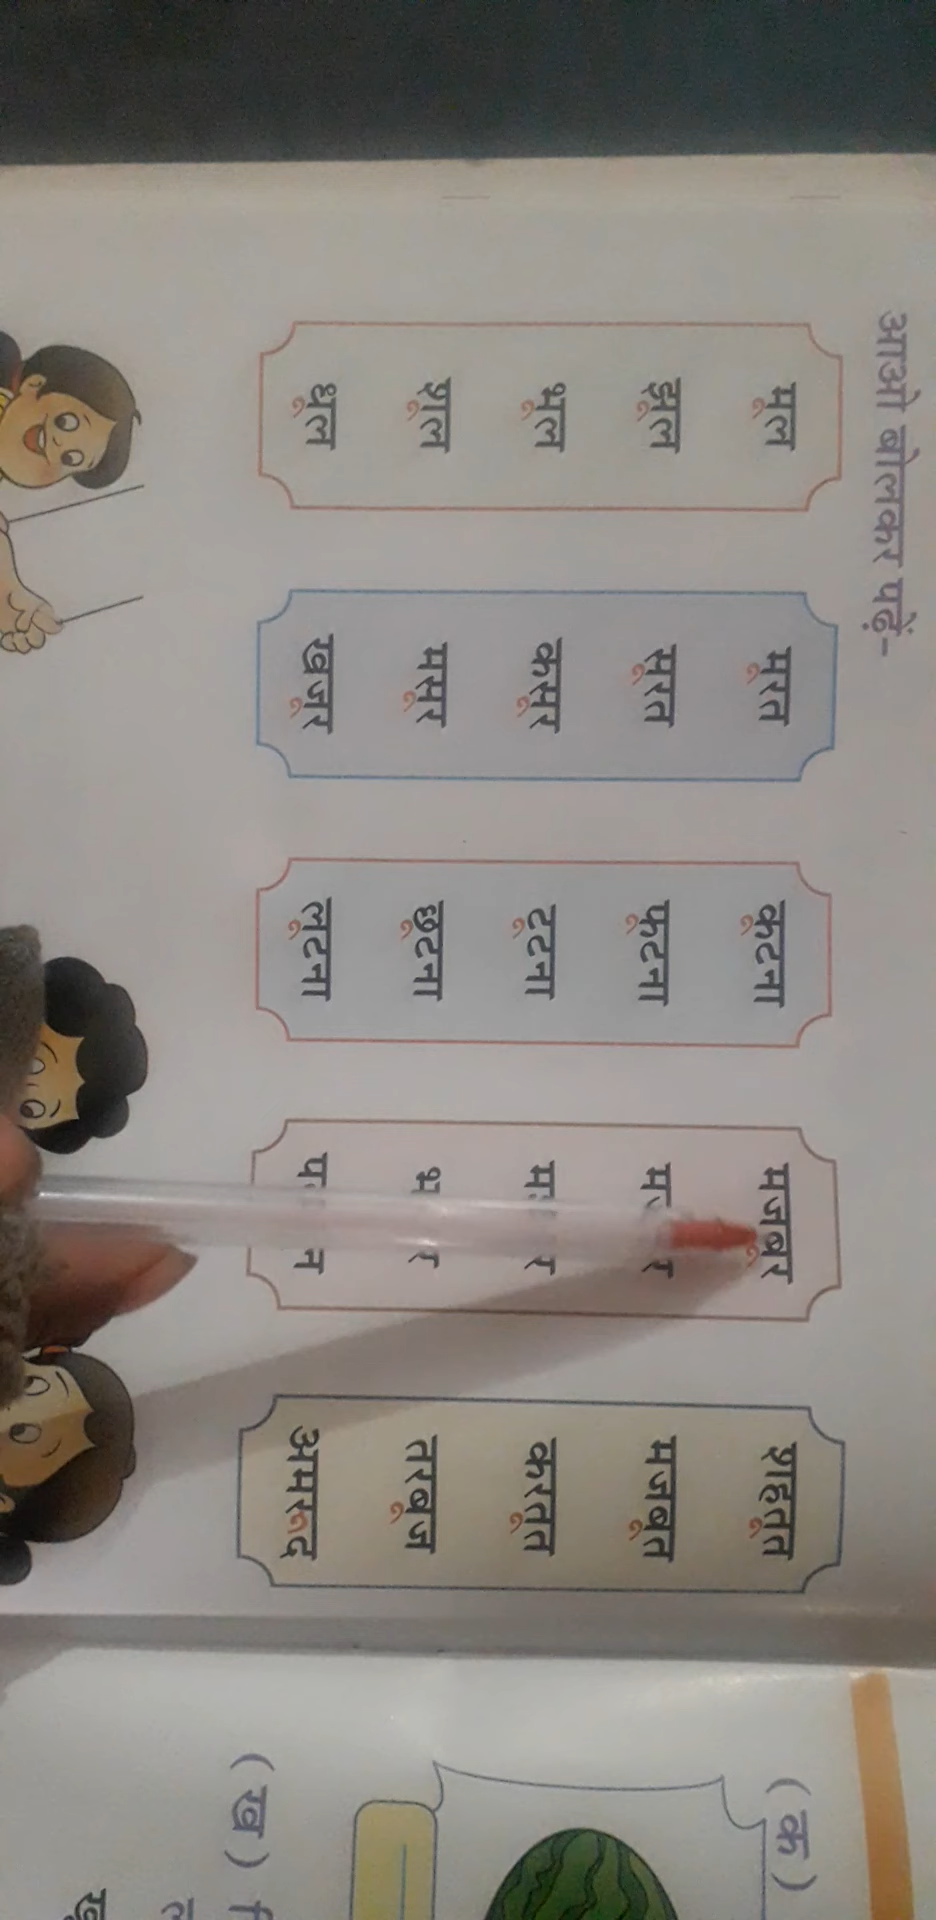 आओ बोलकर पढ़ें-
मूल मूरत कूटना मजबूर शहतूत
झूल सूरत फूटना मजबूत
भूल कसूर टूटना करतूत
शूल मसूर छूटना तरबूज
धूल खजूर लूटना अमरूद
(क)
(ख)